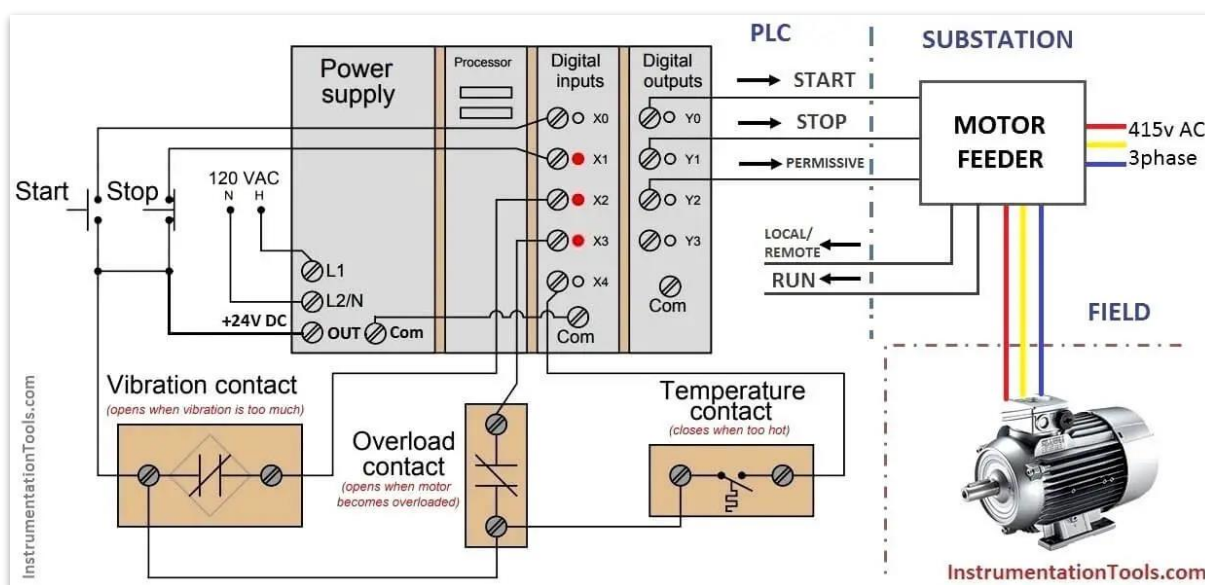 PLC
SUBSTATION
Power
supply
Processor
Digital
inputs
Digital
outputs
START
X0
Y0
MOTOR
FEEDER
415v AC
3phase
STOP
X1
Y1
PERMISSIVE
Start
Stop
120 VAC
N
H
X2
Y2
X3
Y3
LOCAL/
REMOTE
RUN
L1
X4
L2/N
Com
+24V DC
OUT
Com
Com
FIELD
Vibration contact
(opens when vibration is too much)
Overload
contact
(opens when motor
becomes overloaded)
Temperature
contact
(closes when too hot)
InstrumentationTools.com
InstrumentationTools.com